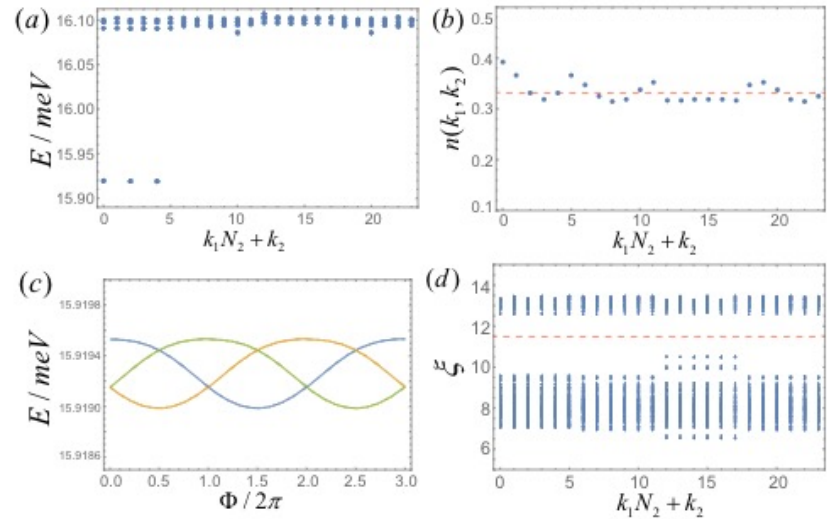 (a)
16.10
16.05
16.00
15.95
15.90
E / meV
0 5 10 15 20
k₁N₂ + k₂
(b)
0.5
0.4
0.3
0.2
0.1
n(k₁, k₂)
0 5 10 15 20
k₁N₂ + k₂
(c)
15.9198
15.9194
15.9190
15.9186
E / meV
0.0 0.5 1.0 1.5 2.0 2.5 3.0
Φ / 2π
(d)
14
12
10
8
6
ξ
0 5 10 15 20
k₁N₂ + k₂